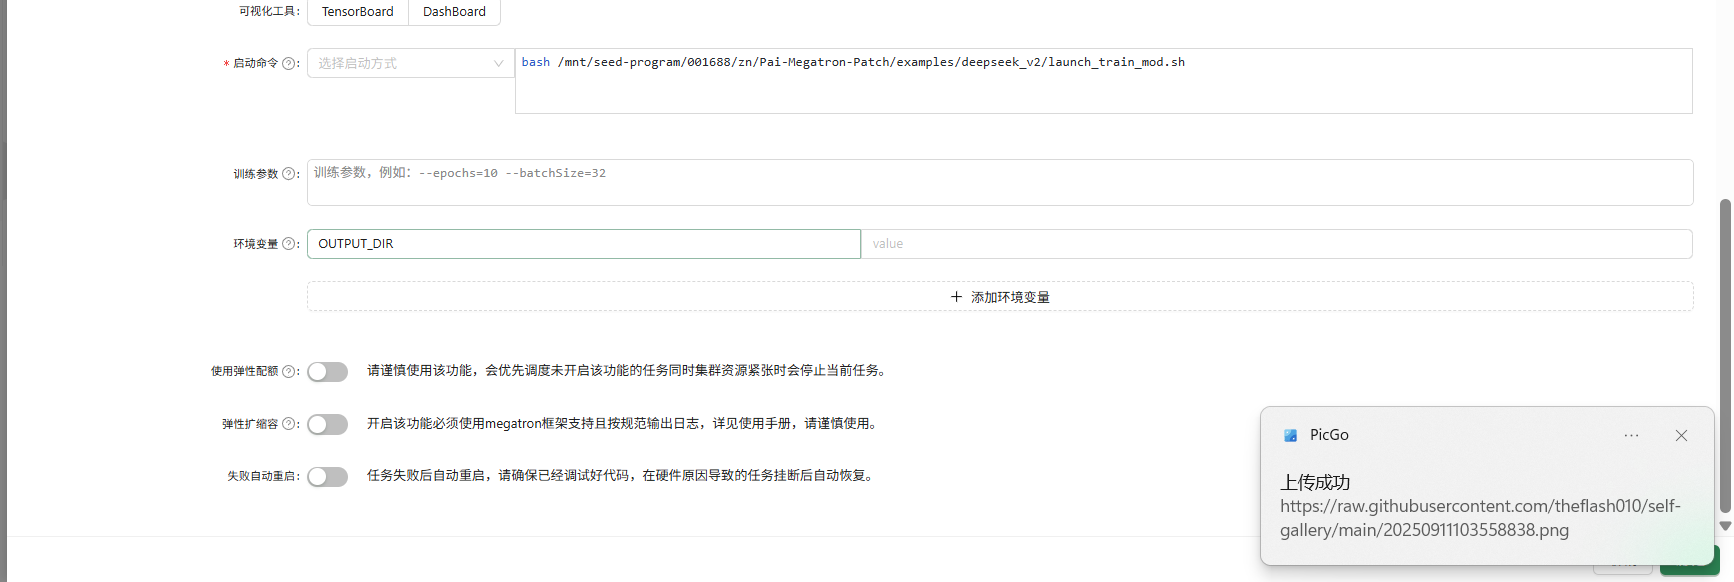 可视化工具: TensorBoard DashBoard
* 启动命令 ?: 选择启动方式 bash /mnt/seed-program/001688/zn/Pai-Megatron-Patch/examples/deepseek_v2/launch_train_mod.sh
训练参数 ?: 训练参数，例如：--epochs=10 --batchSize=32
环境变量 ?: OUTPUT_DIR value
+ 添加环境变量
使用弹性配额 ?: 请谨慎使用该功能，会优先调度未开启该功能的任务同时集群资源紧张时会停止当前任务。
弹性扩缩容 ?: 开启该功能必须使用megatron框架支持且按规范输出日志，详见使用手册，请谨慎使用。
失败自动重启: 任务失败后自动重启，请确保已经调试好代码，在硬件原因导致的任务挂断后自动恢复。
PicGo
上传成功
https://raw.githubusercontent.com/theflash010/self-
gallery/main/20250911103558838.png